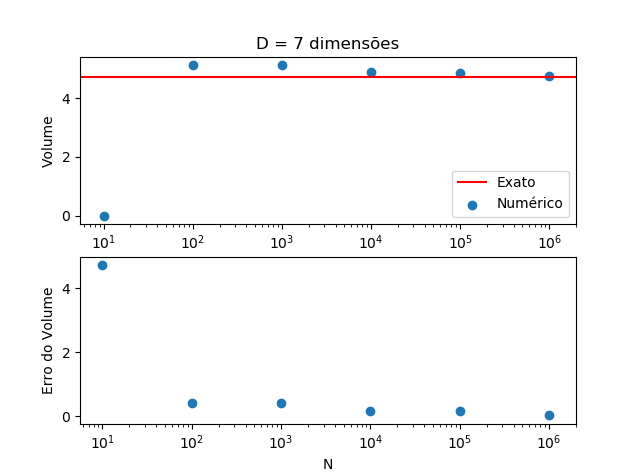 D = 7 dimensões
Volume
4
2
0
Exato
Numérico
10¹ 10² 10³ 10⁴ 10⁵ 10⁶
Erro do Volume
4
2
0
10¹ 10² 10³ 10⁴ 10⁵ 10⁶
N